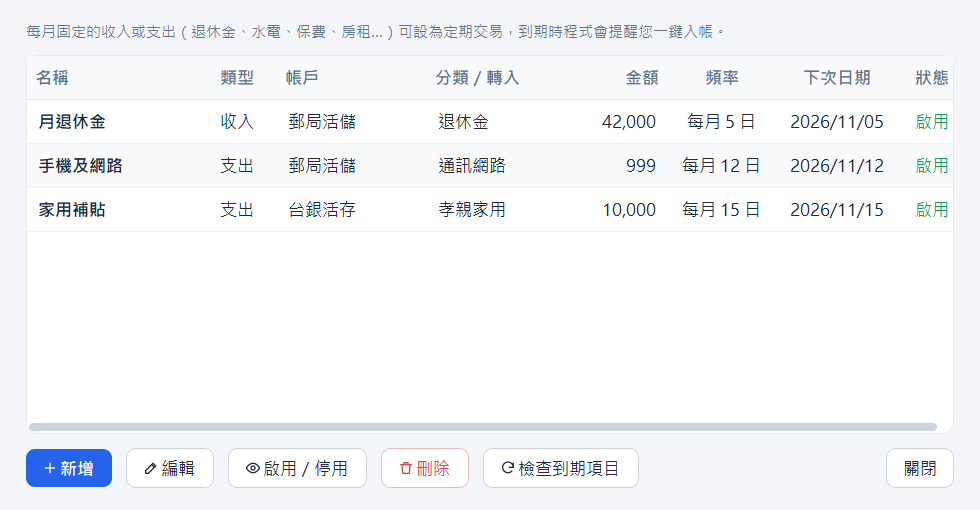 每月固定的收入或支出（退休金、水電、保費、房租...）可設為定期交易，到期時程式會提醒您一鍵入帳。
名稱 類型 帳戶 分類 / 轉入 金額 頻率 下次日期 狀態
月退休金 收入 郵局活儲 退休金 42,000 每月 5 日 2026/11/05 啟用
手機及網路 支出 郵局活儲 通訊網路 999 每月 12 日 2026/11/12 啟用
家用補貼 支出 台銀活存 孝親家用 10,000 每月 15 日 2026/11/15 啟用
+ 新增 編輯 啟用 / 停用 刪除 檢查到期項目 關閉